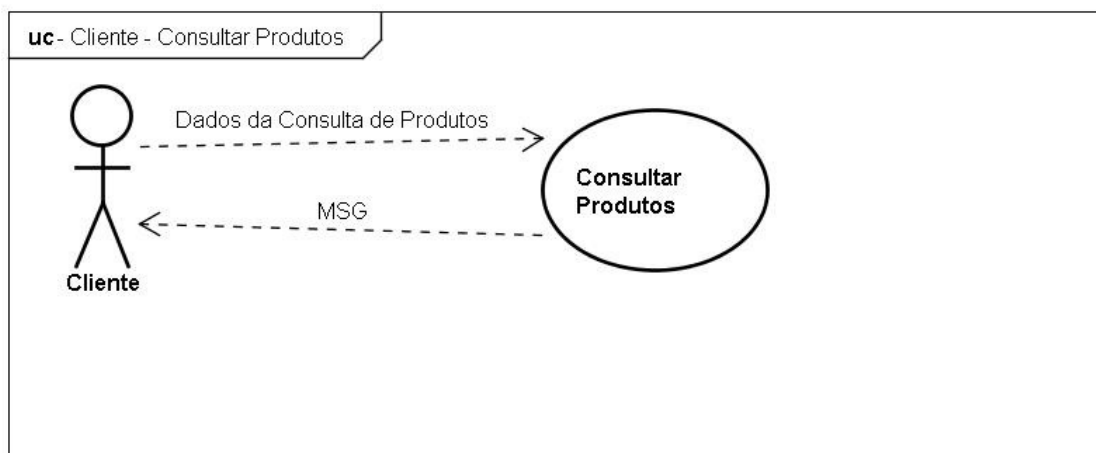 uc - Cliente - Consultar Produtos
Dados da Consulta de Produtos
Consultar
Produtos
MSG
Cliente